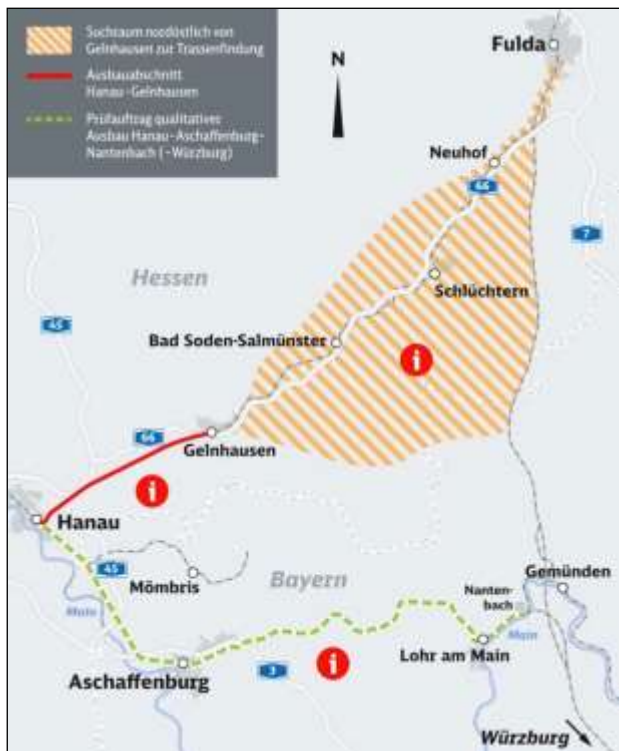 Suchraum nordöstlich von
Gelnhausen zur Trassenfindung
Ausbauabschnitt
Hanau-Gelnhausen
Prüfauftrag qualitativer
Ausbau Hanau-Aschaffenburg-
Nantenbach (-Würzburg)
N
Fulda
Neuhof
66
7
Hessen
Schlüchtern
45
Bad Soden-Salmünster
i
66
Gelnhausen
i
Hanau
45
Mömbris
Bayern
Gemünden
Nanten-
bach
Main
Main
Lohr am Main
i
3
Aschaffenburg
Würzburg